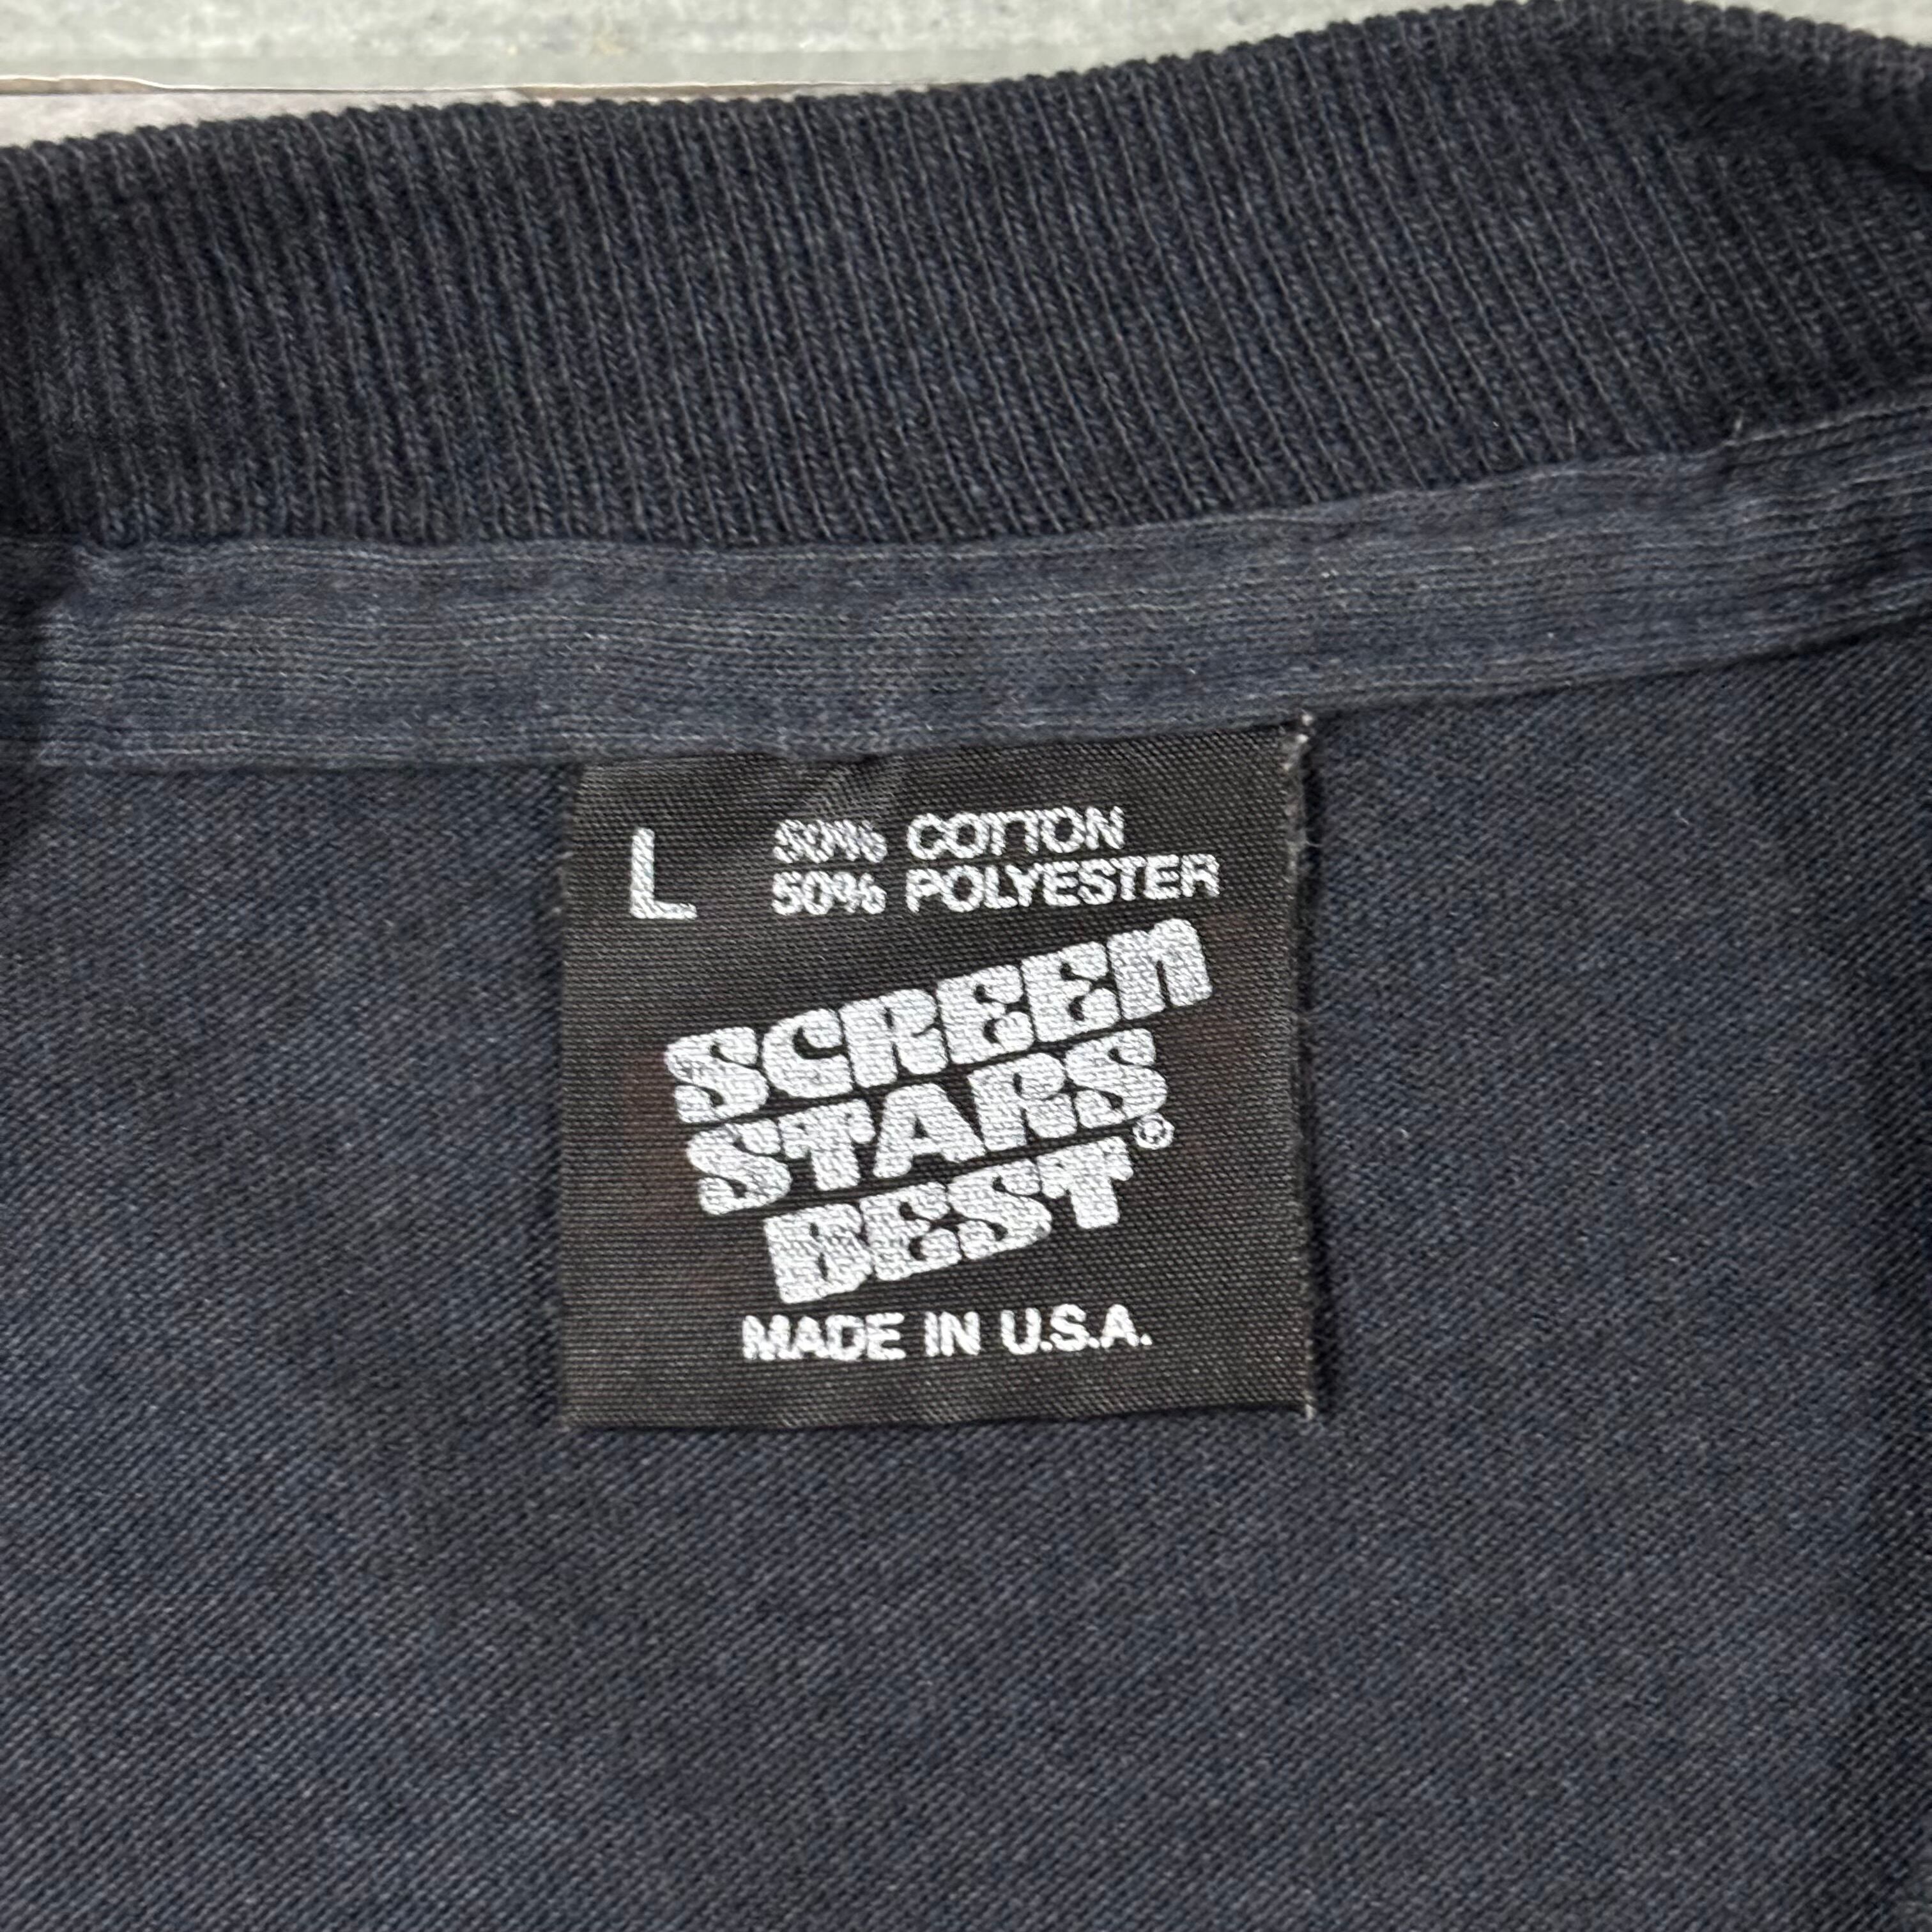 L 50% COTTON
50% POLYESTER
SCREEN
STARS
BEST®
MADE IN U.S.A.